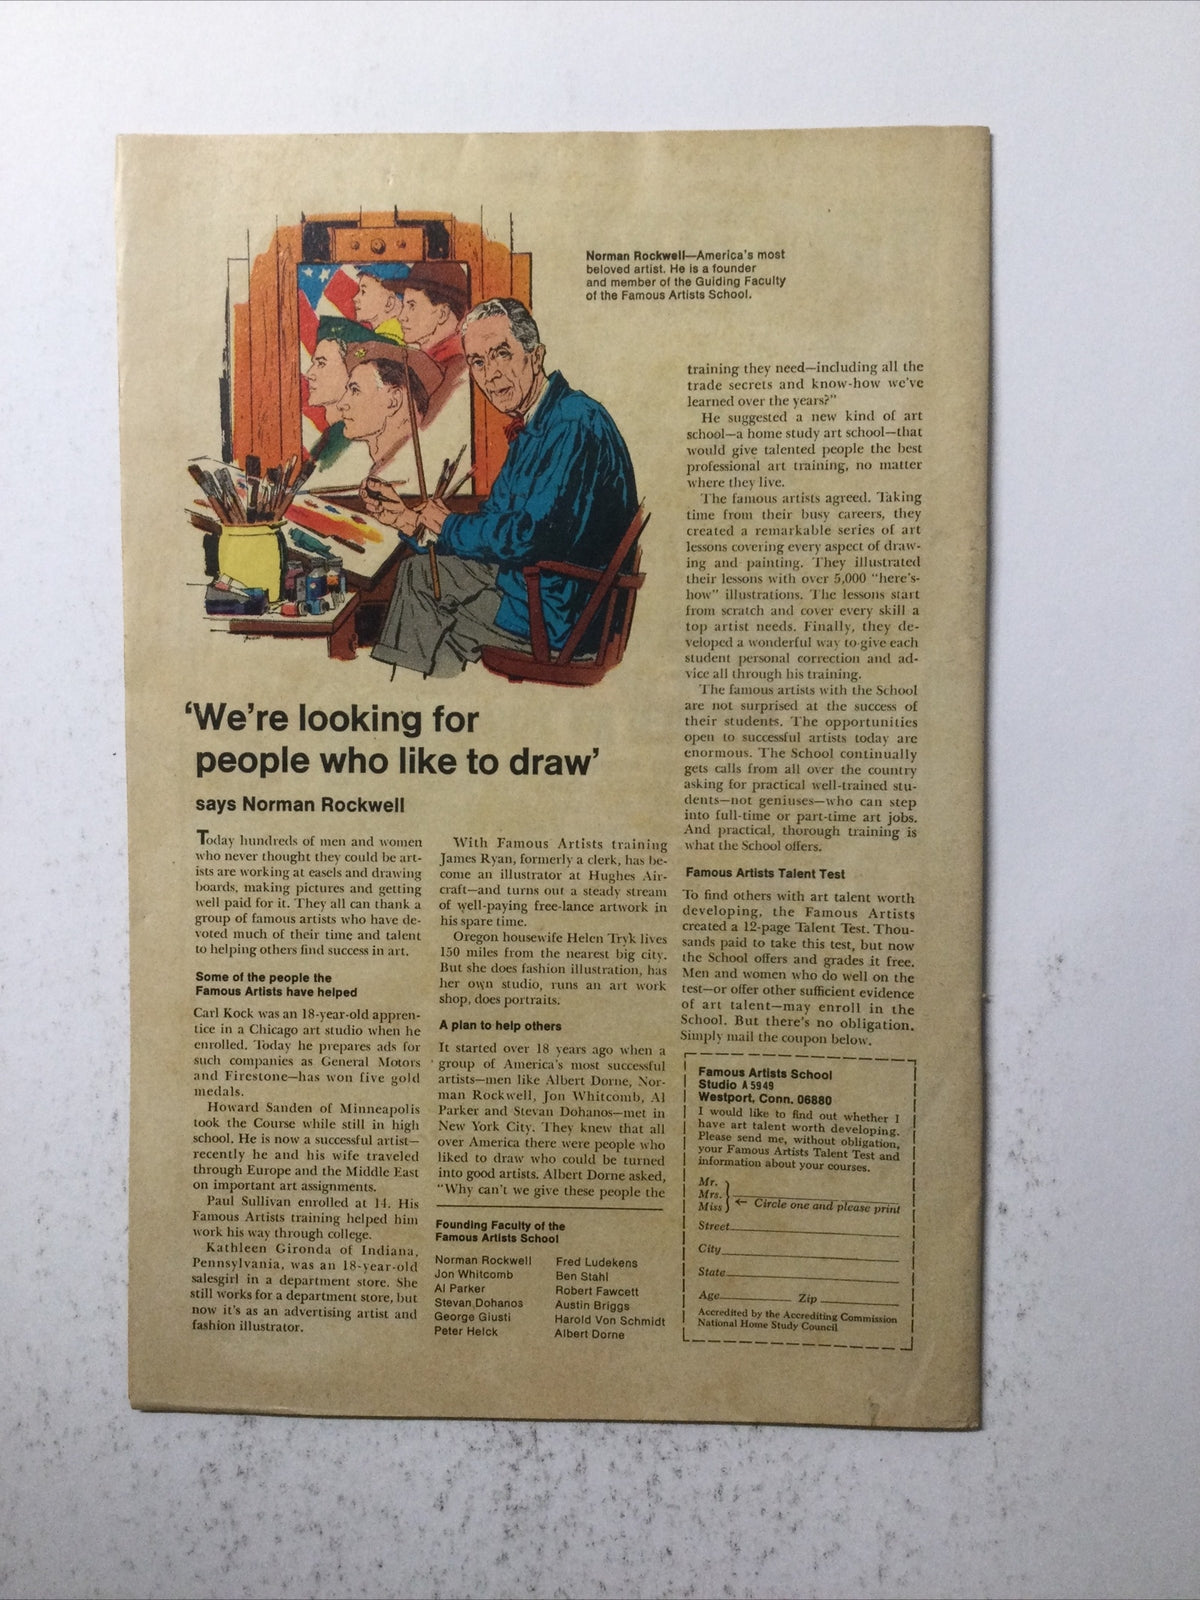 Norman Rockwell—America's most
beloved artist. He is a founder
and member of the Guiding Faculty
of the Famous Artists School.
'We're looking for
people who like to draw'
says Norman Rockwell
Today hundreds of men and women
who never thought they could be art-
ists are working at easels and drawing
boards, making pictures and getting
well paid for it. They all can thank a
group of famous artists who have de-
voted much of their time and talent
to helping others find success in art.
Some of the people the
Famous Artists have helped
Carl Kock was an 18-year-old appren-
tice in a Chicago art studio when he
enrolled. Today he prepares ads for
such companies as General Motors
and Firestone—has won five gold
medals.
Howard Sanden of Minneapolis
took the Course while still in high
school. He is now a successful artist—
recently he and his wife traveled
through Europe and the Middle East
on important art assignments.
Paul Sullivan enrolled at 14. His
Famous Artists training helped him
work his way through college.
Kathleen Gironda of Indiana,
Pennsylvania, was an 18-year-old
salesgirl in a department store. She
still works for a department store, but
now it's as an advertising artist and
fashion illustrator.
With Famous Artists training
James Ryan, formerly a clerk, has be-
come an illustrator at Hughes Air-
craft—and turns out a steady stream
of well-paying free-lance artwork in
his spare time.
Oregon housewife Helen Tryk lives
150 miles from the nearest big city.
But she does fashion illustration, has
her own studio, runs an art work
shop, does portraits.
A plan to help others
It started over 18 years ago when a
group of America's most successful
artists—men like Albert Dorne, Nor-
man Rockwell, Jon Whitcomb, Al
Parker and Stevan Dohanos—met in
New York City. They knew that all
over America there were people who
liked to draw who could be turned
into good artists. Albert Dorne asked,
"Why can't we give these people the
Founding Faculty of the
Famous Artists School
Norman Rockwell
Jon Whitcomb
Al Parker
Stevan Dohanos
George Giusti
Peter Helck
Fred Ludekens
Ben Stahl
Robert Fawcett
Austin Briggs
Harold Von Schmidt
Albert Dorne
training they need—including all the
trade secrets and know-how we've
learned over the years?"
He suggested a new kind of art
school—a home study art school—that
would give talented people the best
professional art training, no matter
where they live.
The famous artists agreed. Taking
time from their busy careers, they
created a remarkable series of art
lessons covering every aspect of draw-
ing and painting. They illustrated
their lessons with over 5,000 "here's-
how" illustrations. The lessons start
from scratch and cover every skill a
top artist needs. Finally, they de-
veloped a wonderful way to give each
student personal correction and ad-
vice all through his training.
The famous artists with the School
are not surprised at the success of
their students. The opportunities
open to successful artists today are
enormous. The School continually
gets calls from all over the country
asking for practical well-trained stu-
dents—not geniuses—who can step
into full-time or part-time art jobs.
And practical, thorough training is
what the School offers.
Famous Artists Talent Test
To find others with art talent worth
developing, the Famous Artists
created a 12-page Talent Test. Thou-
sands paid to take this test, but now
the School offers and grades it free.
Men and women who do well on the
test—or offer other sufficient evidence
of art talent—may enroll in the
School. But there's no obligation.
Simply mail the coupon below.
Famous Artists School
Studio A 5949
Westport, Conn. 06880
I would like to find out whether I
have art talent worth developing.
Please send me, without obligation,
your Famous Artists Talent Test and
information about your courses.
Mr.
Mrs.
Miss ← Circle one and please print
Street
City
State
Age Zip
Accredited by the Accrediting Commission
National Home Study Council